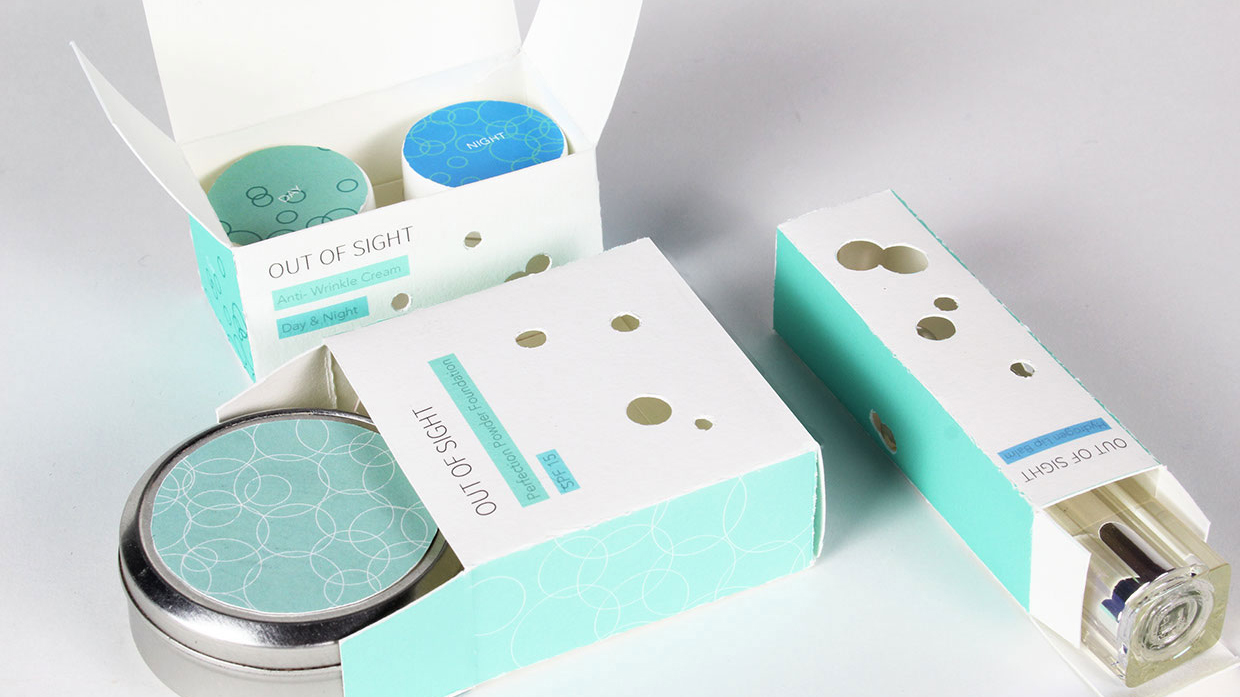 DAY
NIGHT
OUT OF SIGHT
Anti- Wrinkle Cream
Day & Night
OUT OF SIGHT
Perfection Powder Foundation
SPF 15
OUT OF SIGHT
Hydrogen Lip Balm